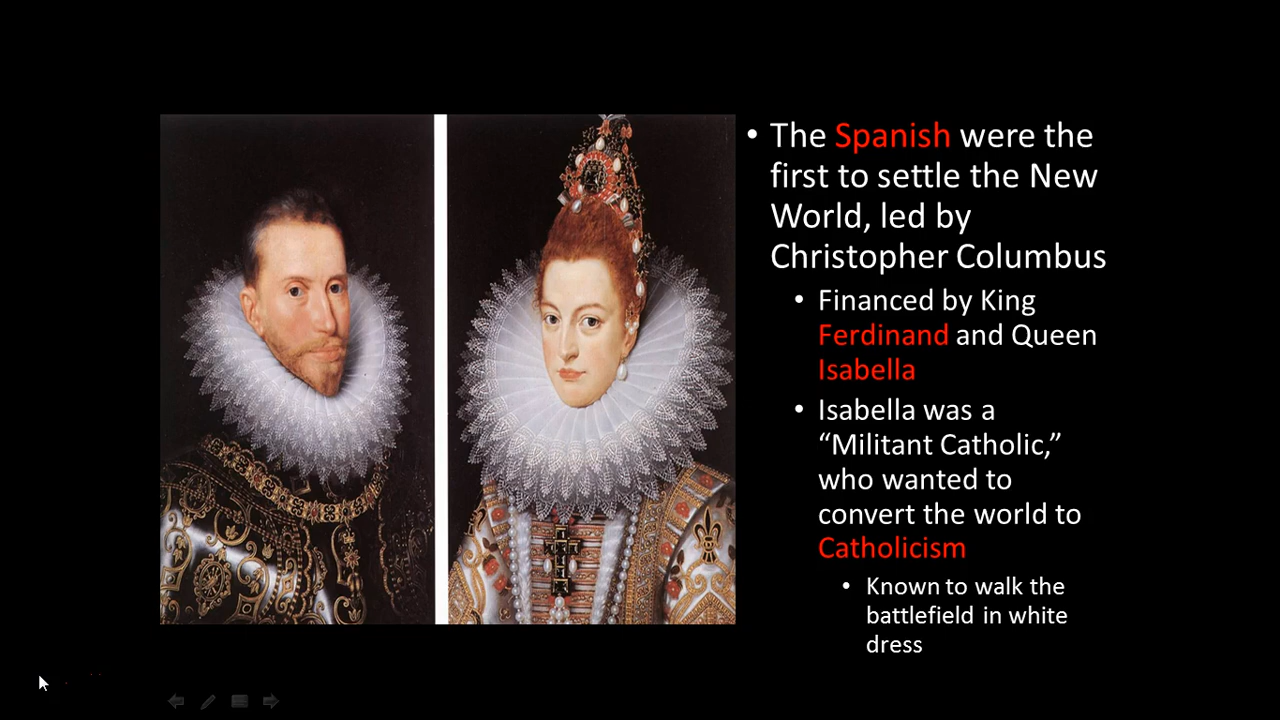 • The Spanish were the
first to settle the New
World, led by
Christopher Columbus
• Financed by King
Ferdinand and Queen
Isabella
• Isabella was a
“Militant Catholic,”
who wanted to
convert the world to
Catholicism
• Known to walk the
battlefield in white
dress